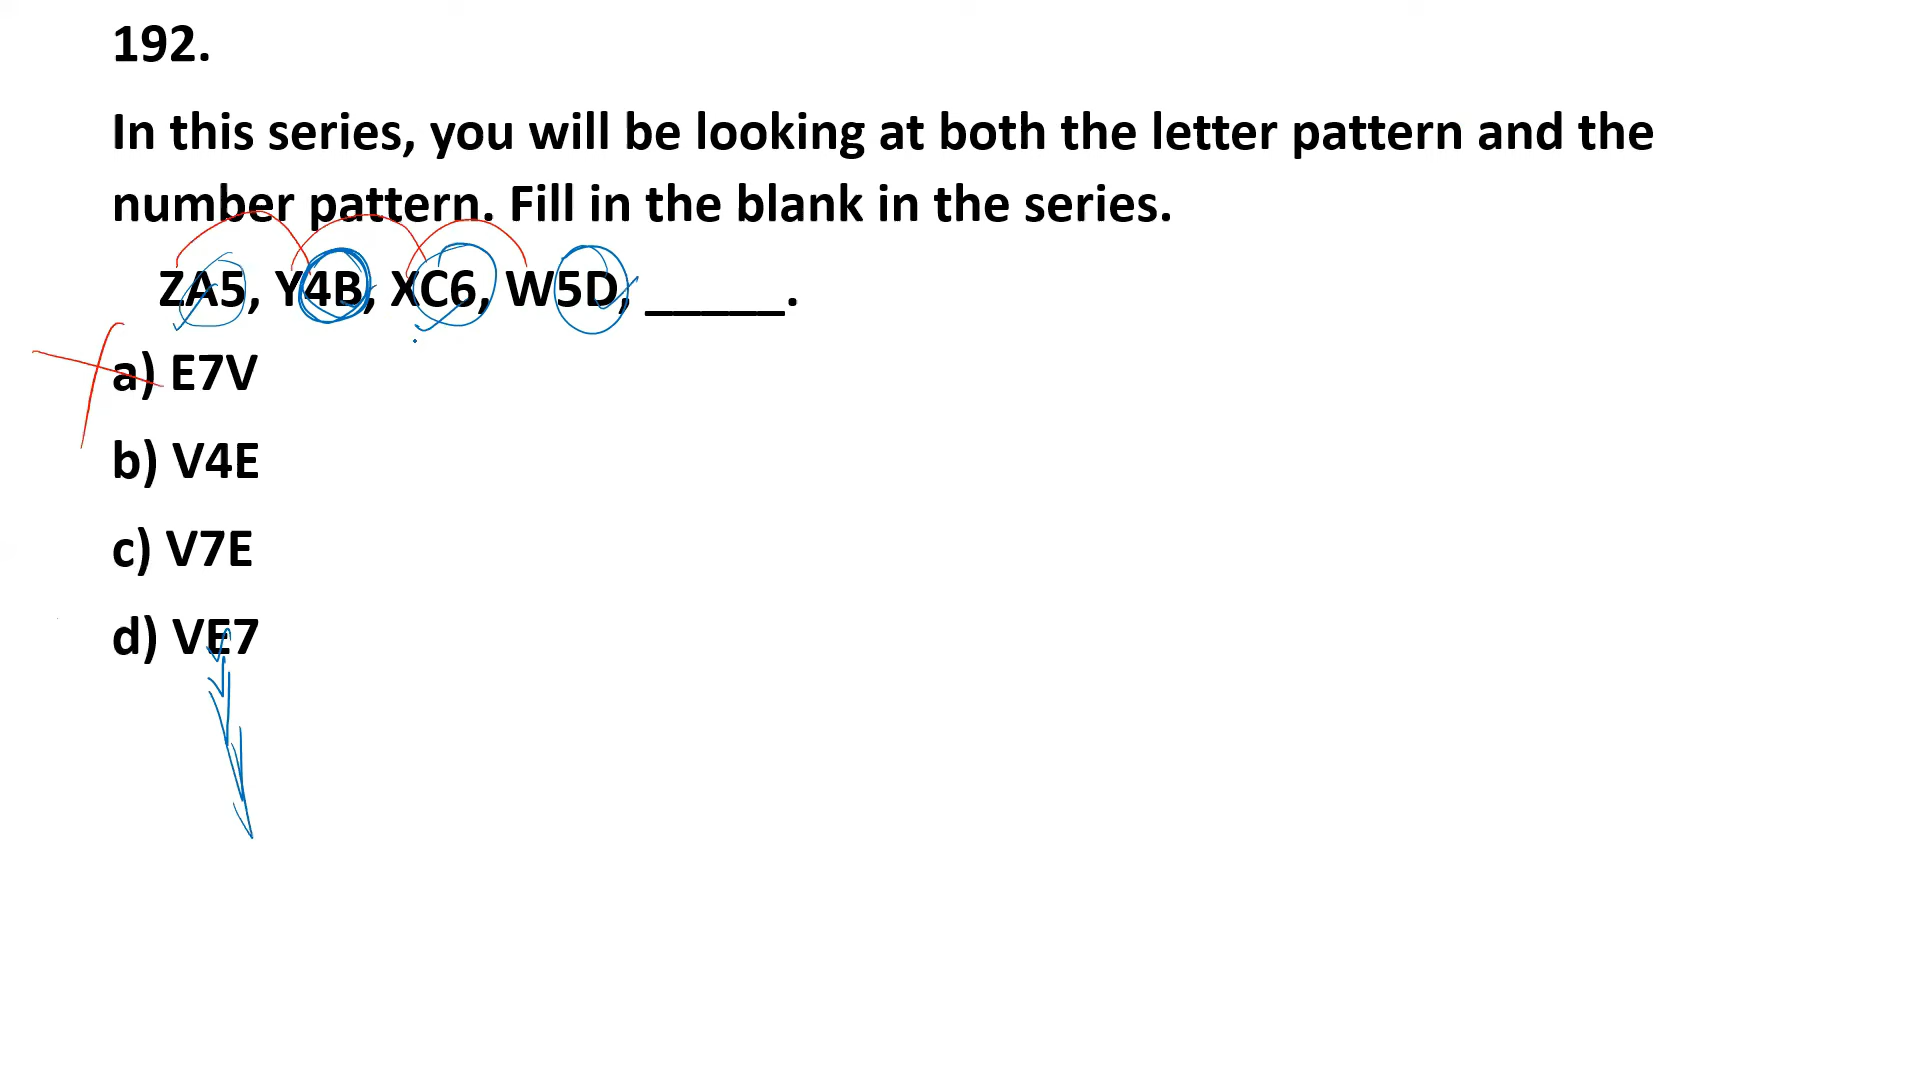 192.
In this series, you will be looking at both the letter pattern and the
number pattern. Fill in the blank in the series.
ZA5, Y4B, XC6, W5D, _____.
a) E7V
b) V4E
c) V7E
d) VE7